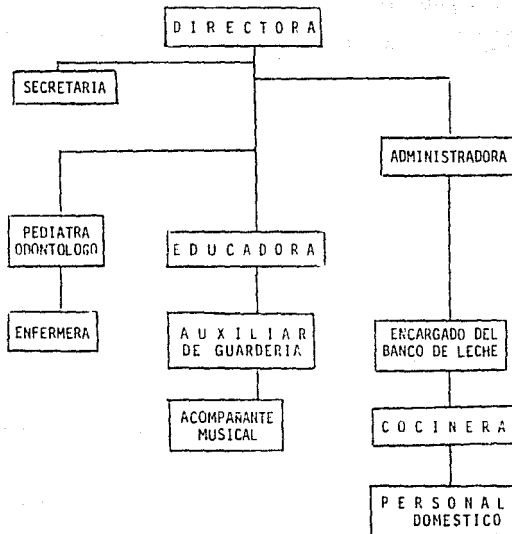 DIRECTORA
SECRETARIA
ADMINISTRADORA
PEDIATRA
ODONTOLOGO
EDUCADORA
ENFERMERA
AUXILIAR
DE GUARDERIA
ENCARGADO DEL
BANCO DE LECHE
ACOMPAÑANTE
MUSICAL
COCINERA
PERSONAL
DOMESTICO